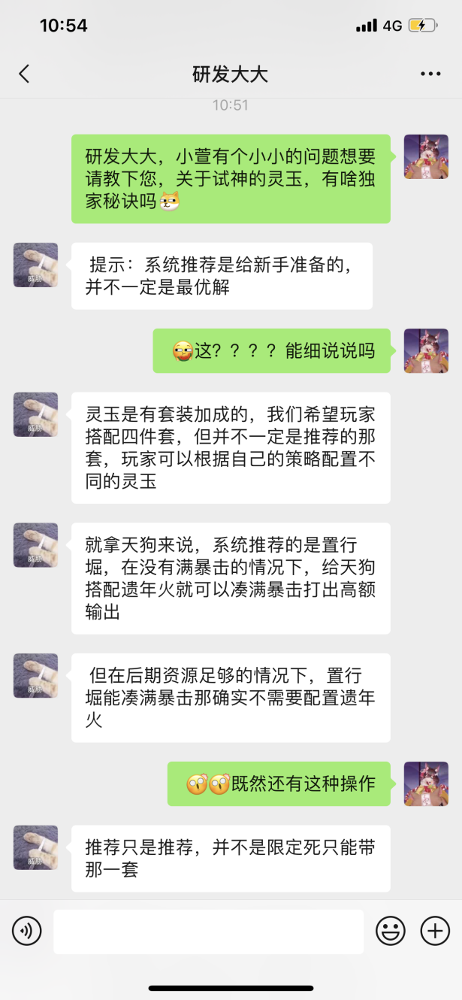 10:54
4G
研发大大
10:51
研发大大，小萱有个小小的问题想要
请教下您，关于试神的灵玉，有啥独
家秘诀吗
威胁
提示：系统推荐是给新手准备的，
并不一定是最优解
这？？？？能细说说吗
威胁
灵玉是有套装加成的，我们希望玩家
搭配四件套，但并不一定是推荐的那
套，玩家可以根据自己的策略配置不
同的灵玉
威胁
就拿天狗来说，系统推荐的是置行
堀，在没有满暴击的情况下，给天狗
搭配遗年火就可以凑满暴击打出高额
输出
威胁
但在后期资源足够的情况下，置行
堀能凑满暴击那确实不需要配置遗年
火
既然还有这种操作
威胁
推荐只是推荐，并不是限定死只能带
那一套